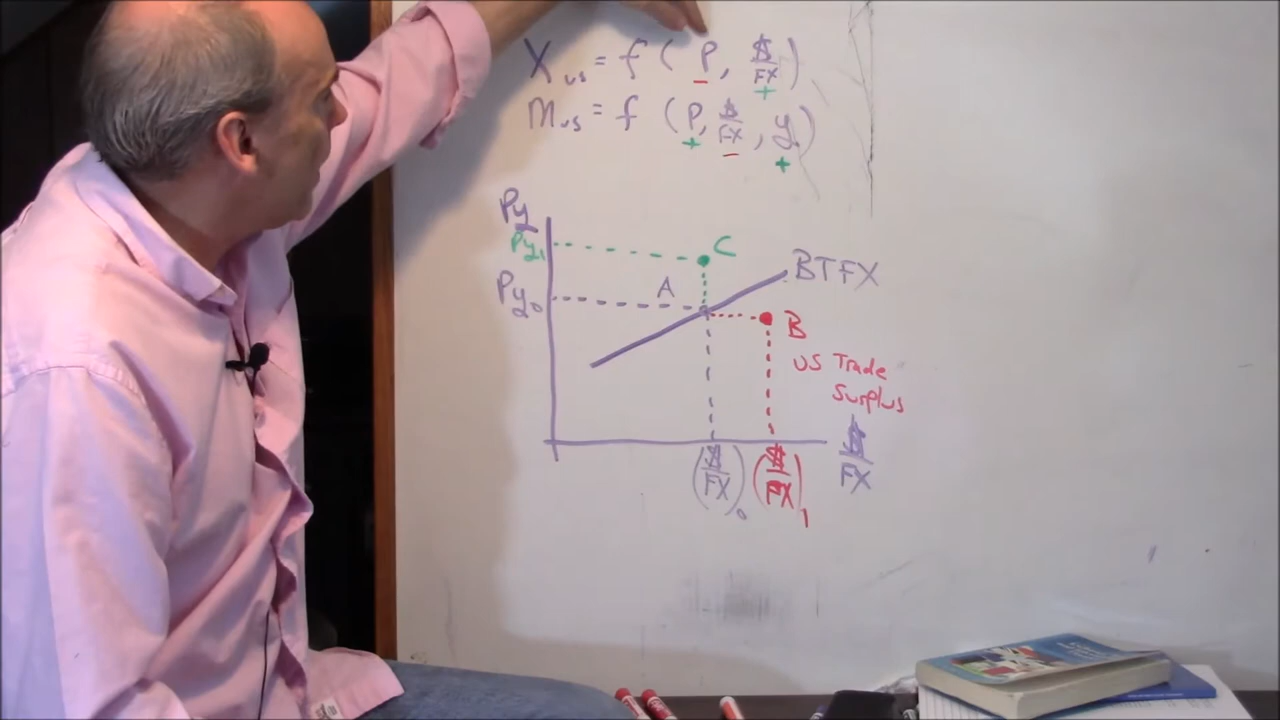 X us = f ( P, $/FX )
M us = f ( P, $/FX , y )
- +
+ - +
Py
Py₁ C
BTFX
Py₀ A
B
US Trade
Surplus
($/FX)₀ ($/FX)₁ $/FX